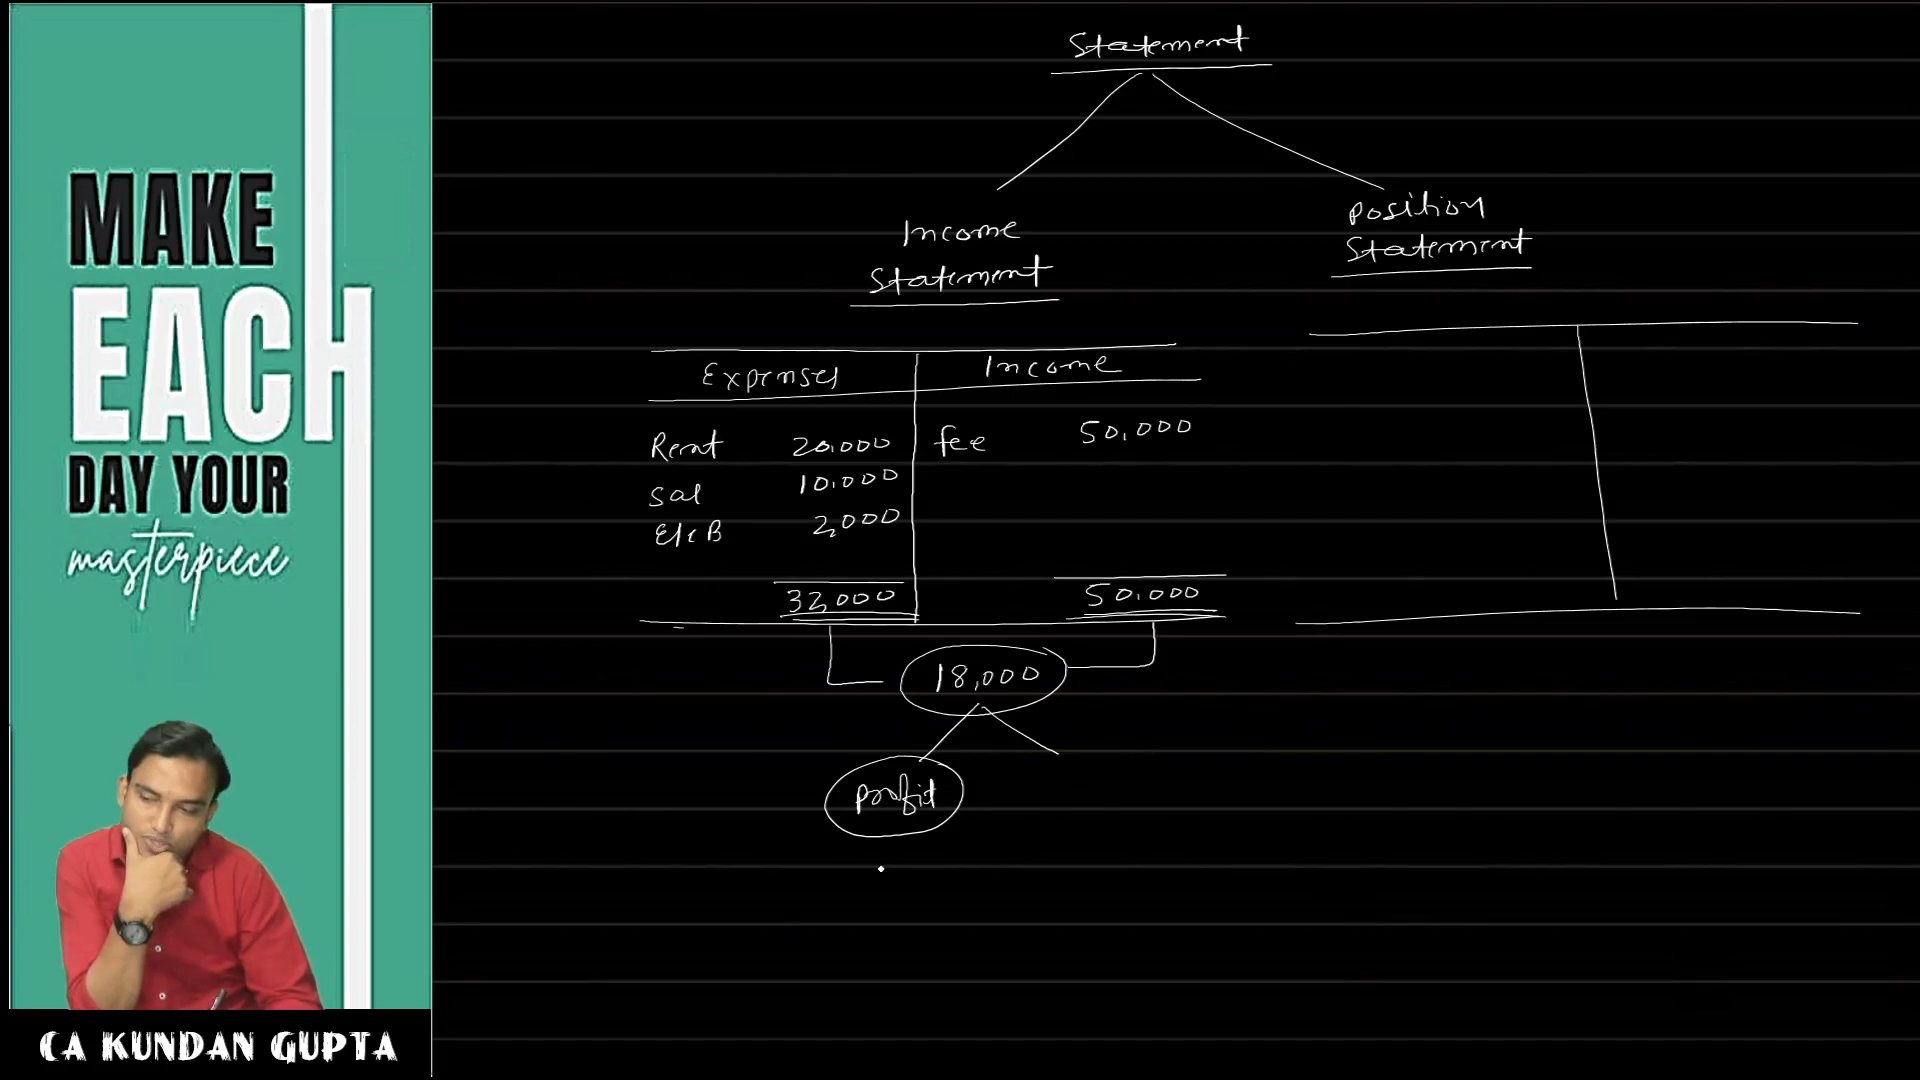 MAKE
EACH
DAY YOUR
masterpiece
CA KUNDAN GUPTA
Statement
Income
Statement
Position
Statement
Expenses Income
Rent 20,000 fee 50,000
Sal 10,000
Ele B 2,000
32,000 50,000
18,000
Profit